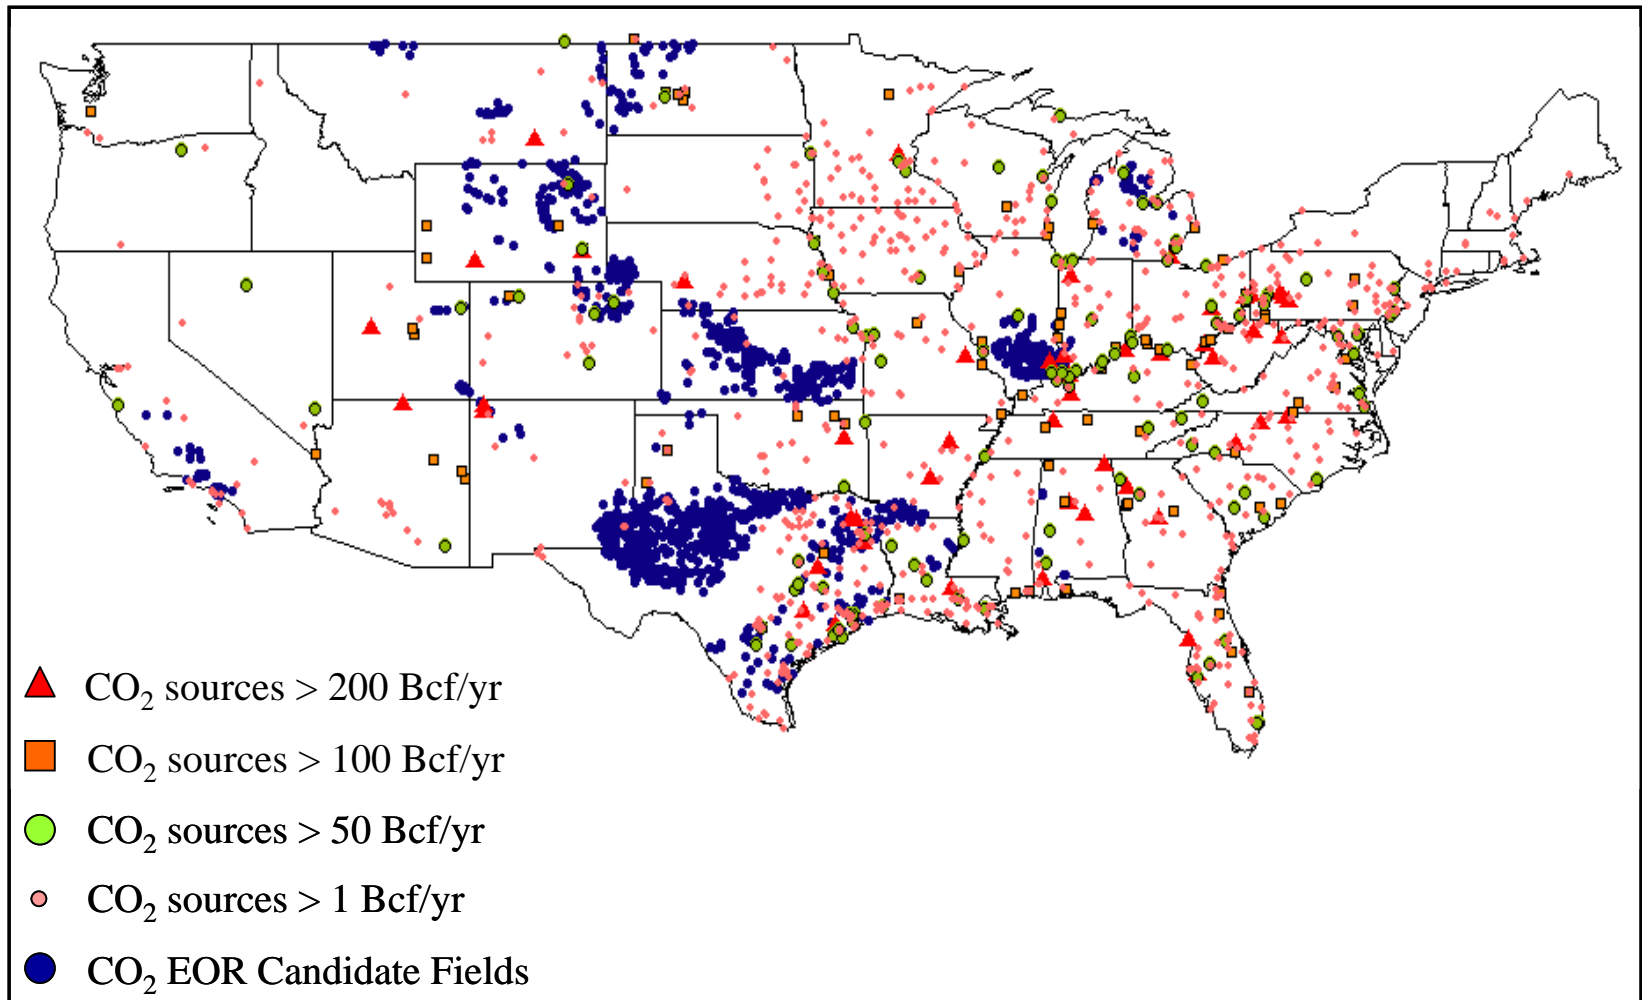 CO₂ sources > 200 Bcf/yr
CO₂ sources > 100 Bcf/yr
CO₂ sources > 50 Bcf/yr
CO₂ sources > 1 Bcf/yr
CO₂ EOR Candidate Fields